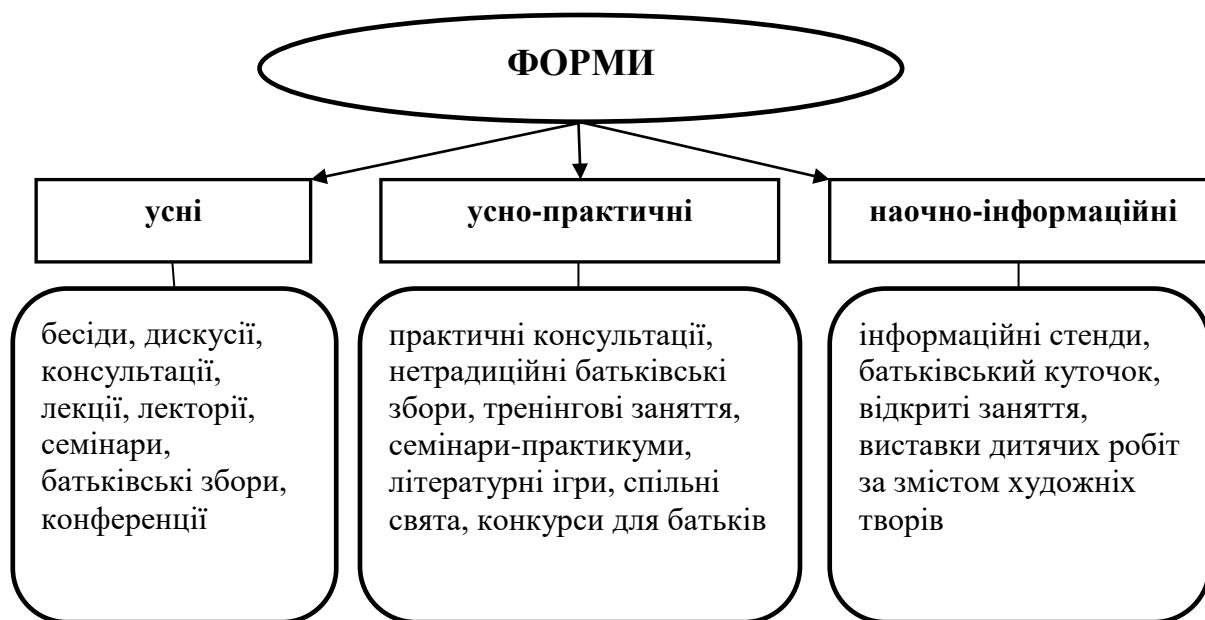 ФОРМИ
усні
усно-практичні
наочно-інформаційні
бесіди, дискусії,
консультації,
лекції, лекторії,
семінари,
батьківські збори,
конференції
практичні консультації,
нетрадиційні батьківські
збори, тренінгові заняття,
семінари-практикуми,
літературні ігри, спільні
свята, конкурси для батьків
інформаційні стенди,
батьківський куточок,
відкриті заняття,
виставки дитячих робіт
за змістом художніх
творів